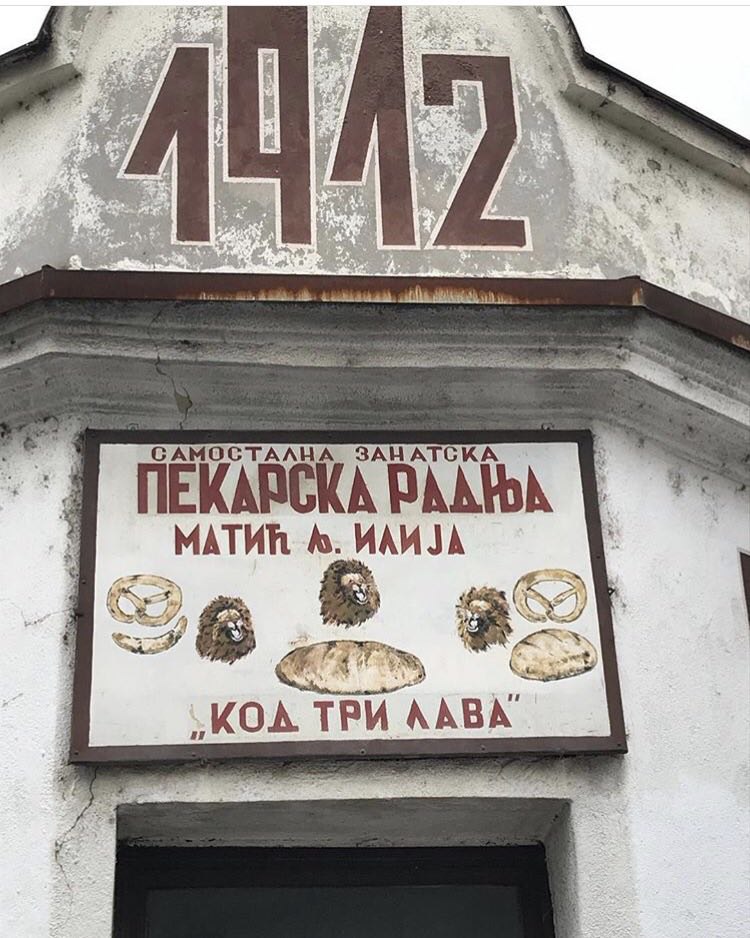 1912
САМОСТАЛНА ЗАНАТСКА
ПЕКАРСКА РАДЊА
МАТИЋ Љ. ИЛИЈА
„КОД ТРИ ЛАВА”